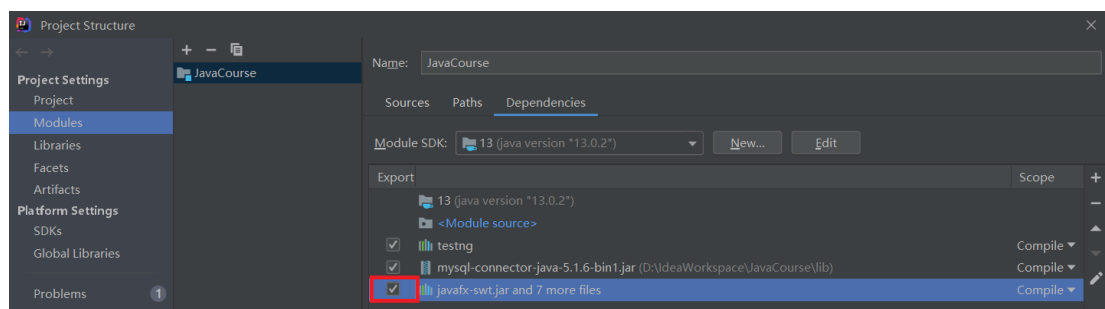 Project Structure
Project Settings
Project
Modules
Libraries
Facets
Artifacts
Platform Settings
SDKs
Global Libraries
Problems 1
JavaCourse
Name: JavaCourse
Sources Paths Dependencies
Module SDK: 13 (java version "13.0.2") New... Edit
Export Scope
13 (java version "13.0.2")
<Module source>
testng Compile
mysql-connector-java-5.1.6-bin1.jar (D:\IdeaWorkspace\JavaCourse\lib) Compile
javafx-swt.jar and 7 more files Compile